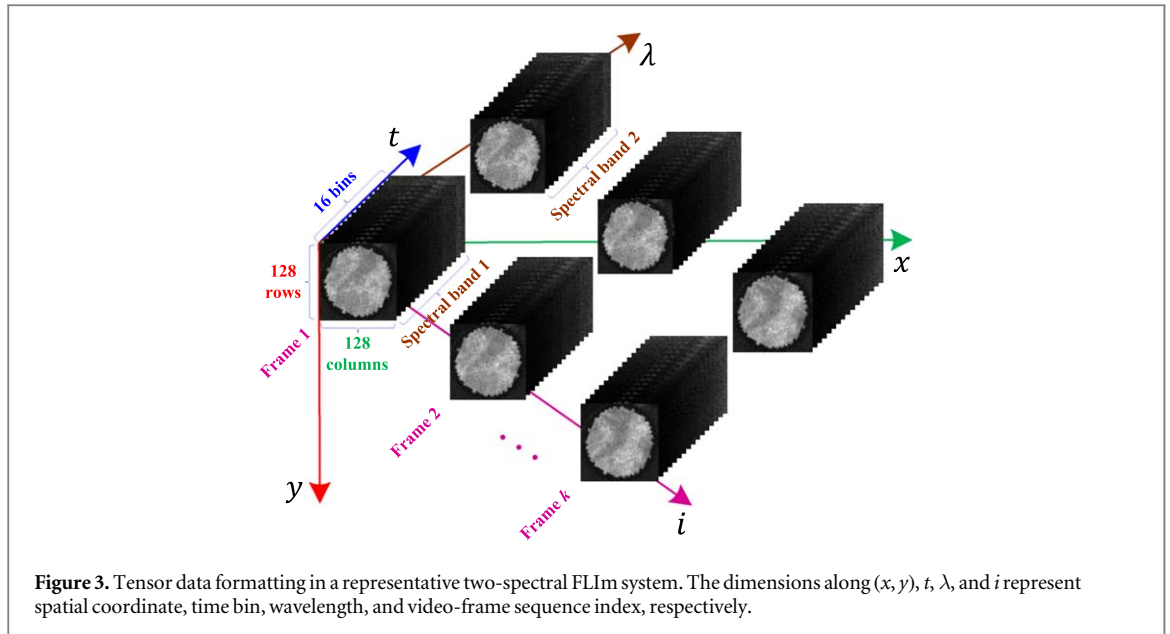 λ
t
16 bins
Spectral band 2
x
128
rows
Spectral band 1
Frame 1
128
columns
Frame 2
. . .
y
Frame k
i
Figure 3. Tensor data formatting in a representative two-spectral FLIm system. The dimensions along (x, y), t, λ, and i represent
spatial coordinate, time bin, wavelength, and video-frame sequence index, respectively.